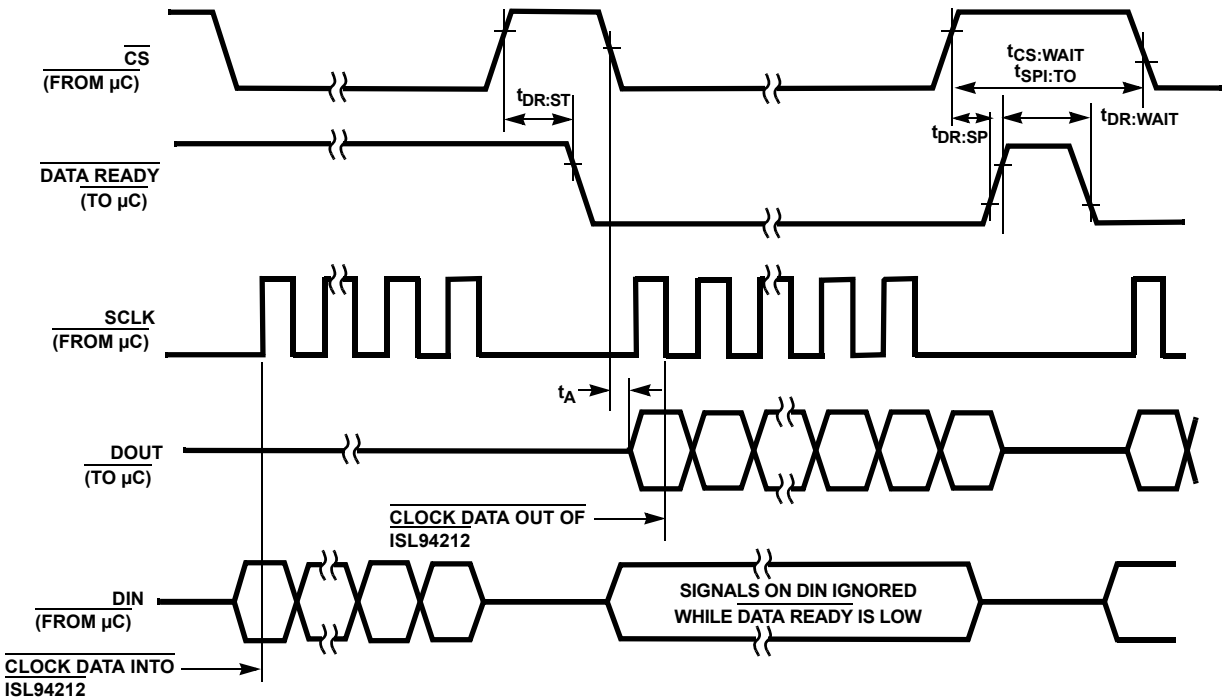 CS
(FROM µC)
tDR:ST
tCS:WAIT
tSPI:TO
tDR:WAIT
tDR:SP
DATA READY
(TO µC)
SCLK
(FROM µC)
tA
DOUT
(TO µC)
CLOCK DATA OUT OF
ISL94212
DIN
(FROM µC)
SIGNALS ON DIN IGNORED
WHILE DATA READY IS LOW
CLOCK DATA INTO
ISL94212